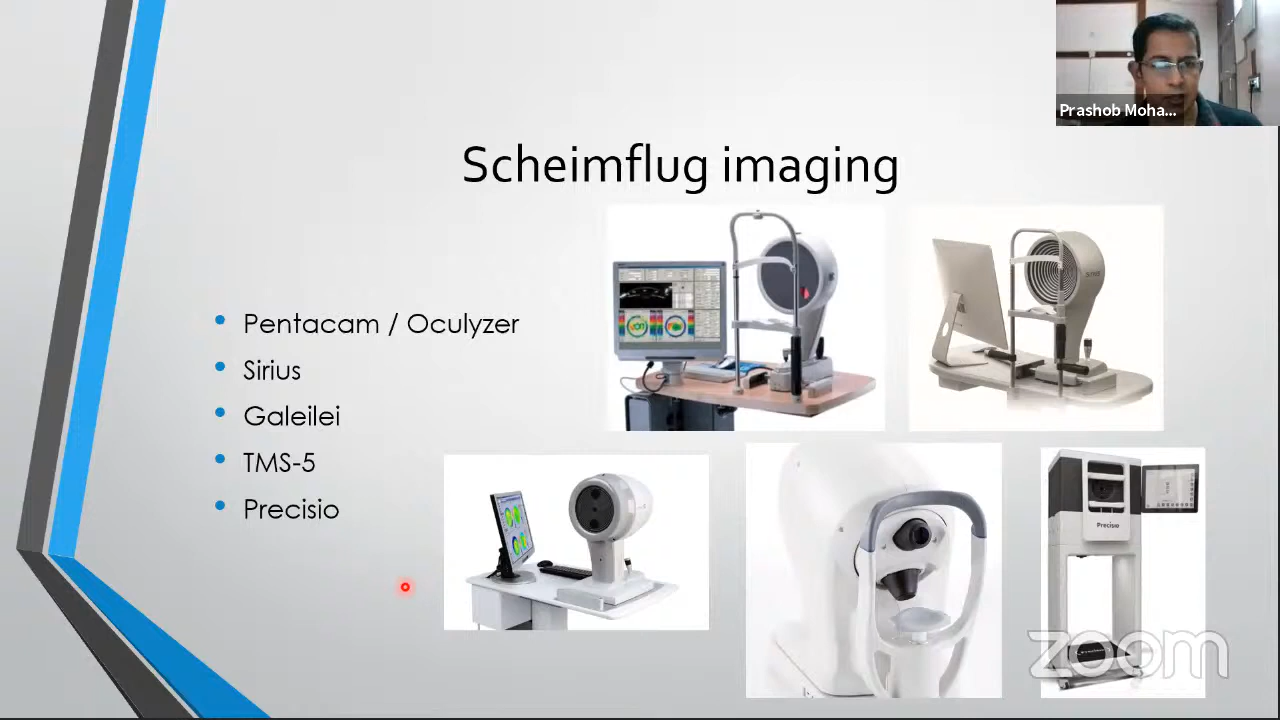 Prashob Moha...
Scheimflug imaging
Pentacam / Oculyzer
Sirius
Galeilei
TMS-5
Precisio
Precisio
zoom